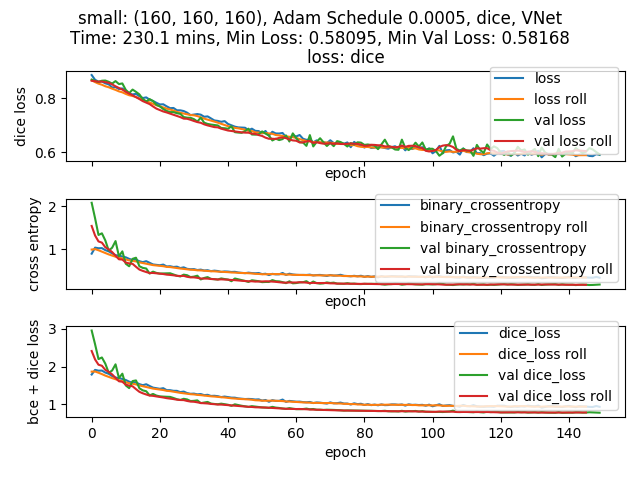 small: (160, 160, 160), Adam Schedule 0.0005, dice, VNet
Time: 230.1 mins, Min Loss: 0.58095, Min Val Loss: 0.58168
loss: dice
dice loss
0.8
0.6
loss
loss roll
val loss
val loss roll
epoch
cross entropy
2
1
binary_crossentropy
binary_crossentropy roll
val binary_crossentropy
val binary_crossentropy roll
epoch
bce + dice loss
3
2
1
dice_loss
dice_loss roll
val dice_loss
val dice_loss roll
0 20 40 60 80 100 120 140
epoch